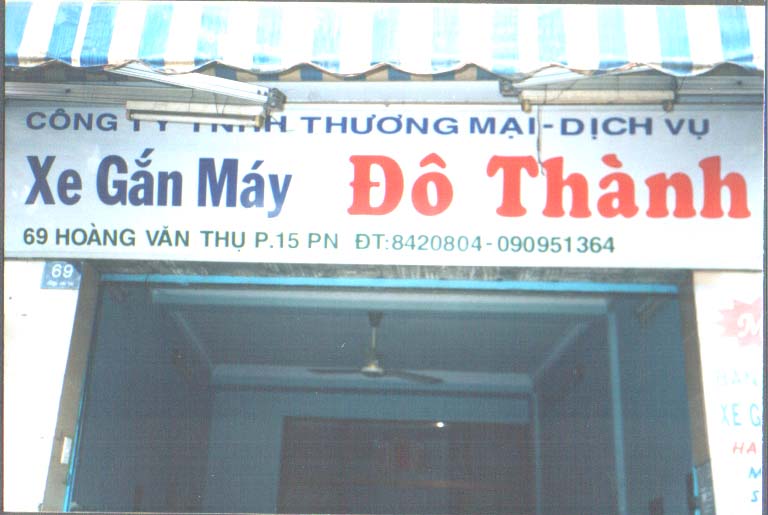 CÔNG TY TNHH THƯƠNG MẠI-DỊCH VỤ
Xe Gắn Máy Đô Thành
69 HOÀNG VĂN THỤ P.15 PN ĐT:8420804-090951364
69
XE G
HA
M
S